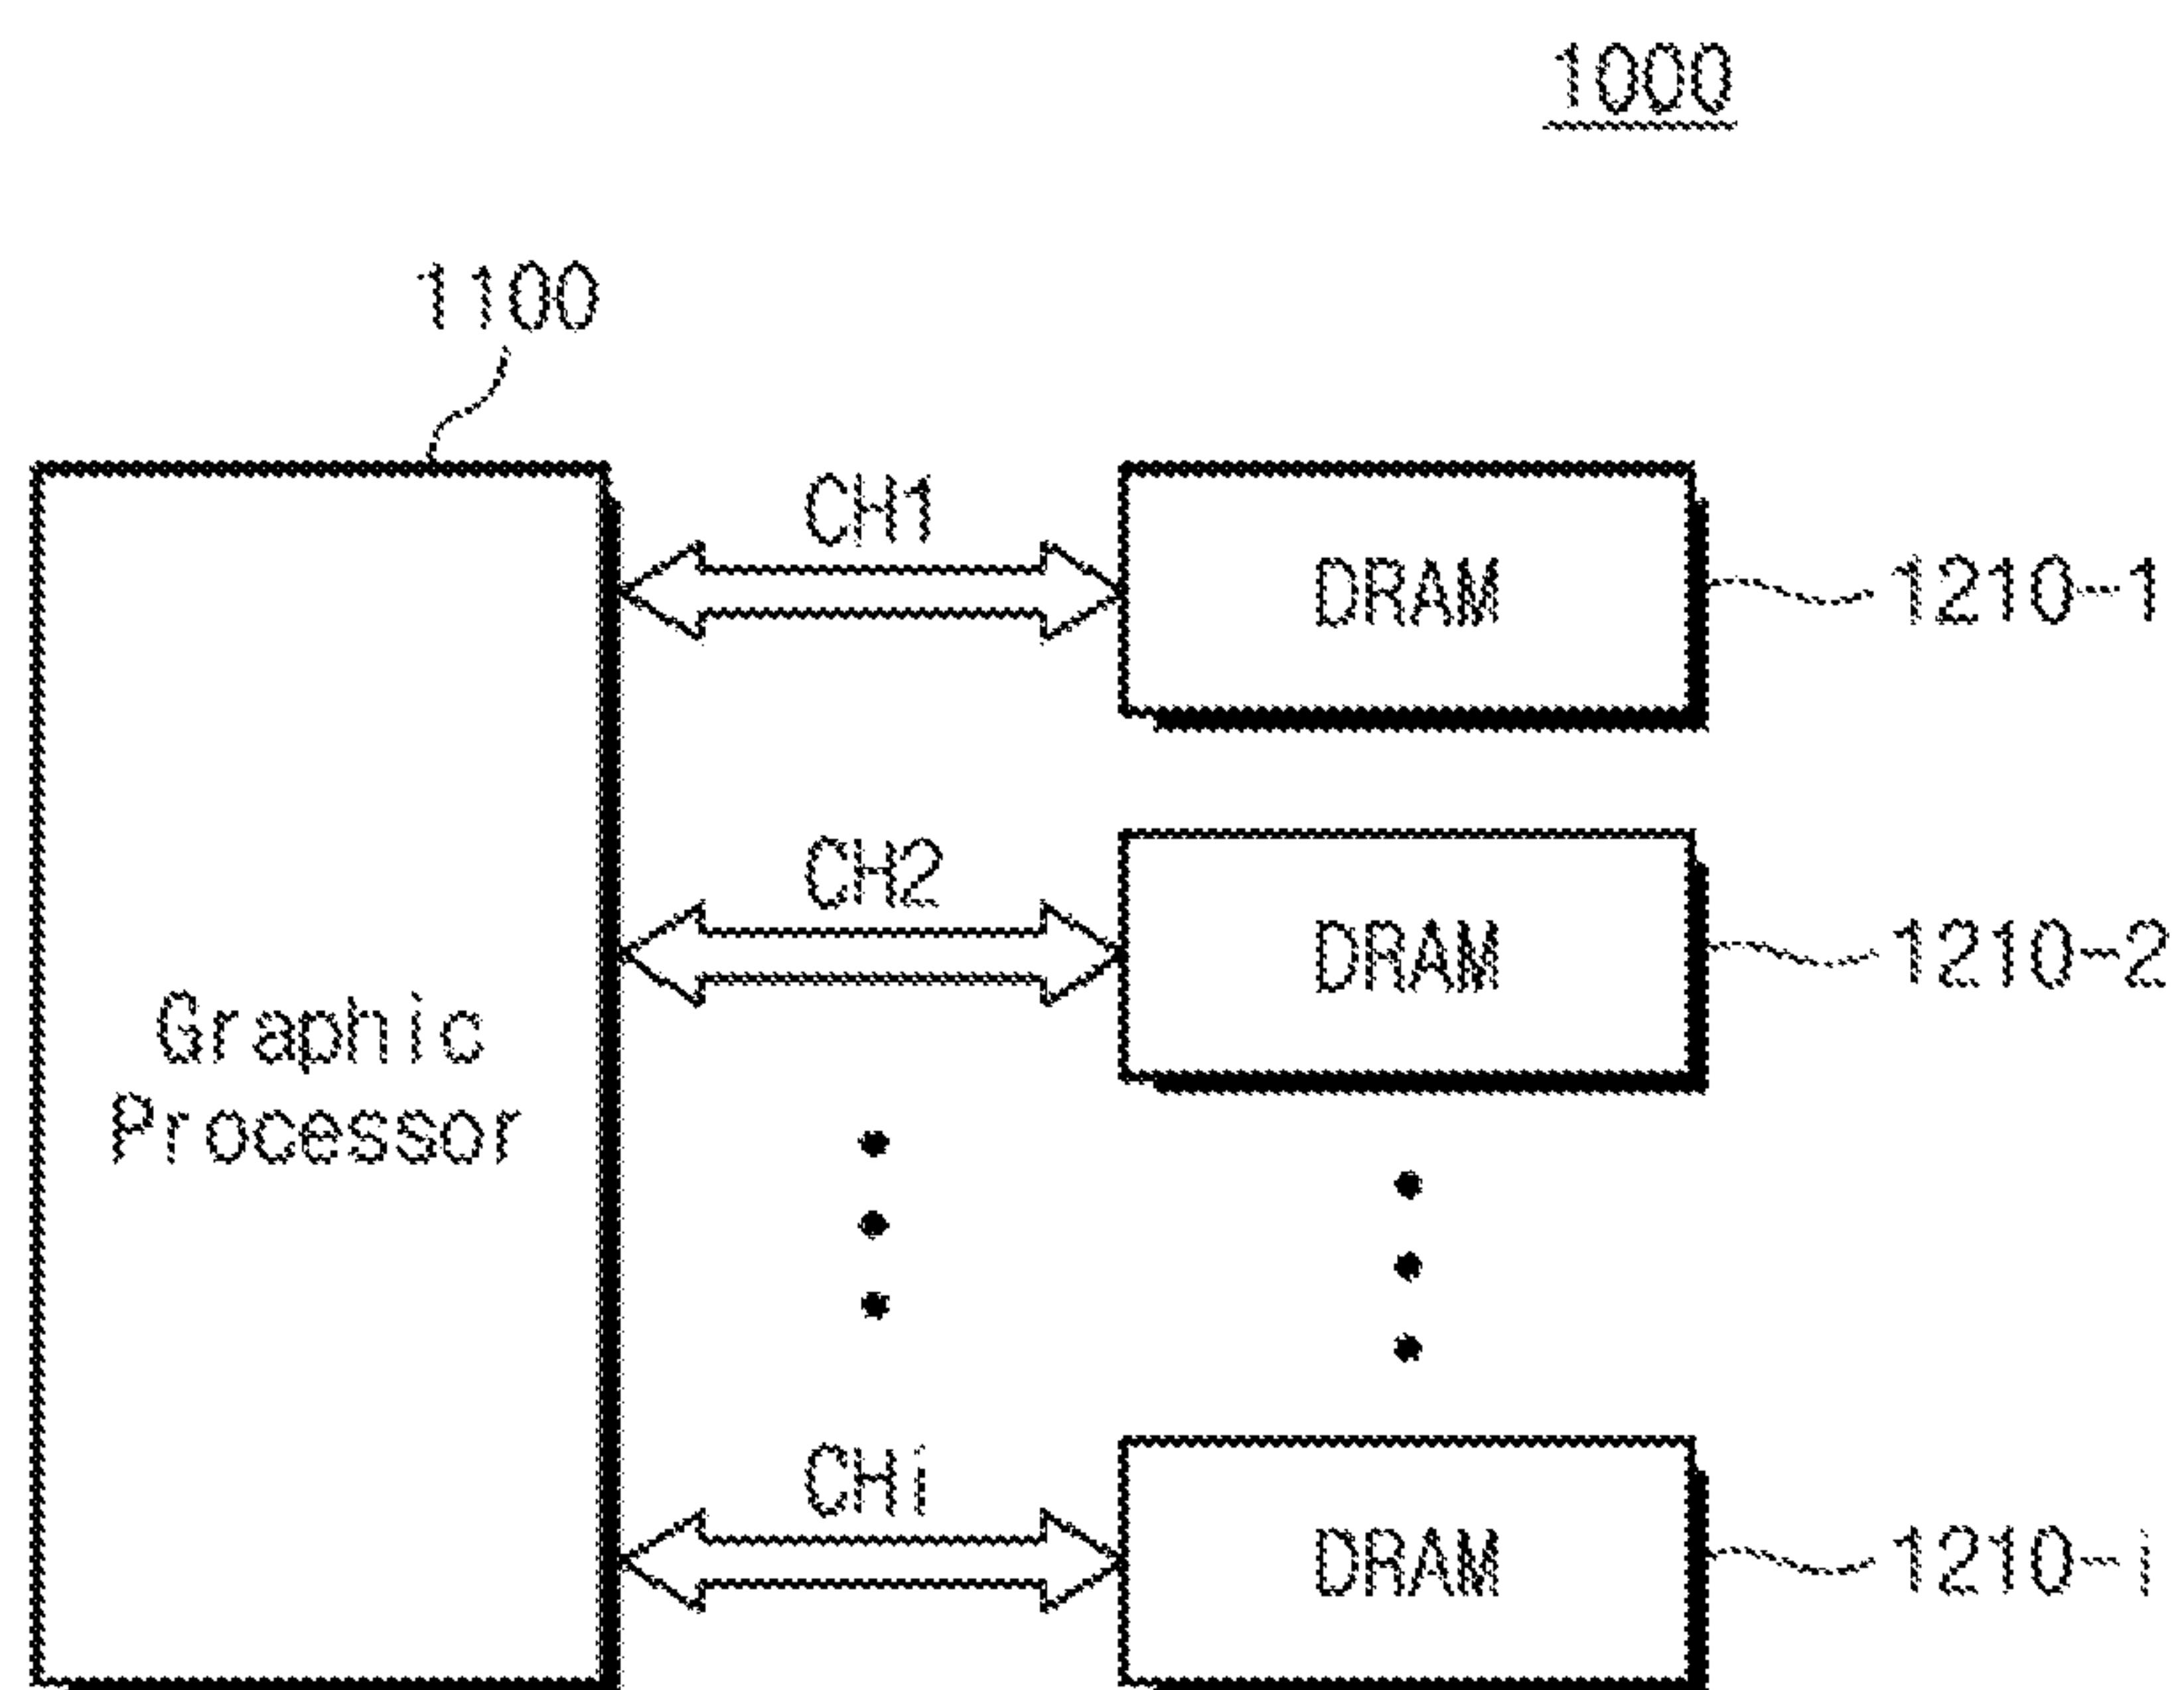 1000
1100
CH1
DRAM
1210-1
CH2
DRAM
1210-2
Graphic
Processor
CHi
DRAM
1210-i